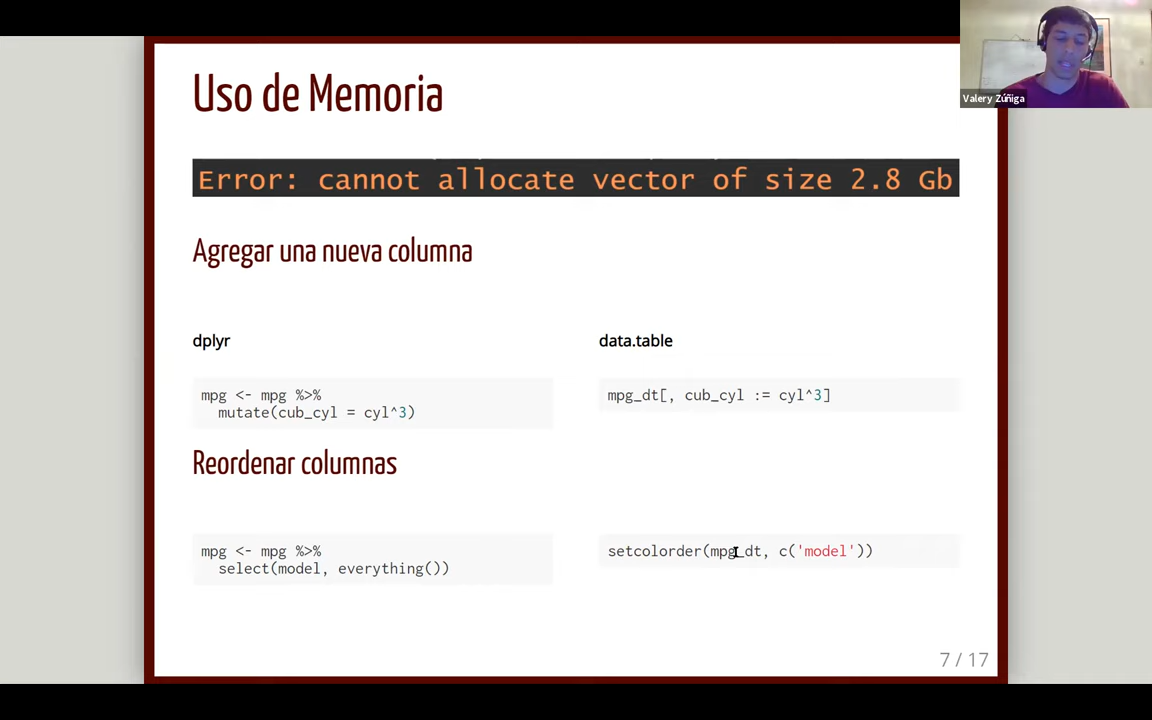 Valery Zúñiga
Uso de Memoria
Error: cannot allocate vector of size 2.8 Gb
Agregar una nueva columna
dplyr
mpg <- mpg %>%
mutate(cub_cyl = cyl^3)
data.table
mpg_dt[, cub_cyl := cyl^3]
Reordenar columnas
mpg <- mpg %>%
select(model, everything())
setcolorder(mpg_dt, c('model'))
7 / 17